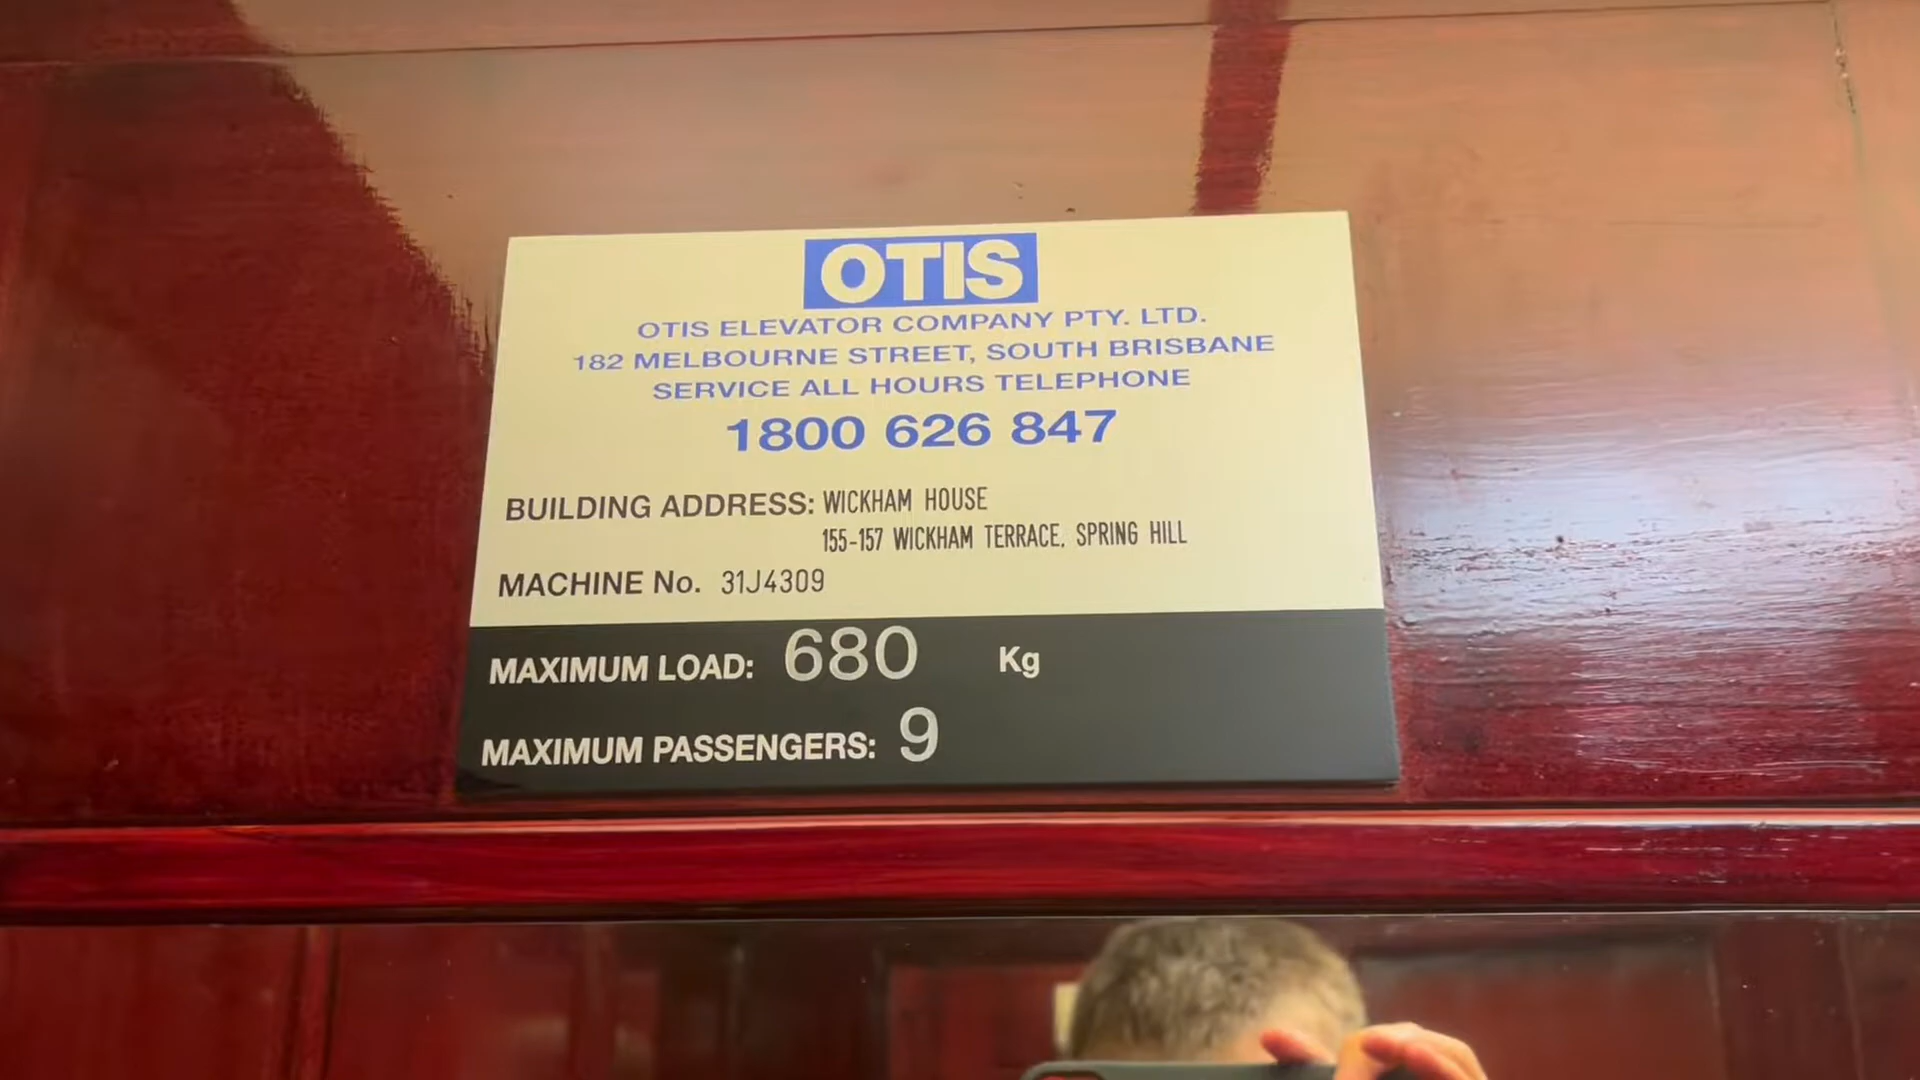 OTIS
OTIS ELEVATOR COMPANY PTY. LTD.
182 MELBOURNE STREET, SOUTH BRISBANE
SERVICE ALL HOURS TELEPHONE
1800 626 847
BUILDING ADDRESS: WICKHAM HOUSE
155-157 WICKHAM TERRACE, SPRING HILL
MACHINE No. 31J4309
MAXIMUM LOAD: 680 Kg
MAXIMUM PASSENGERS: 9